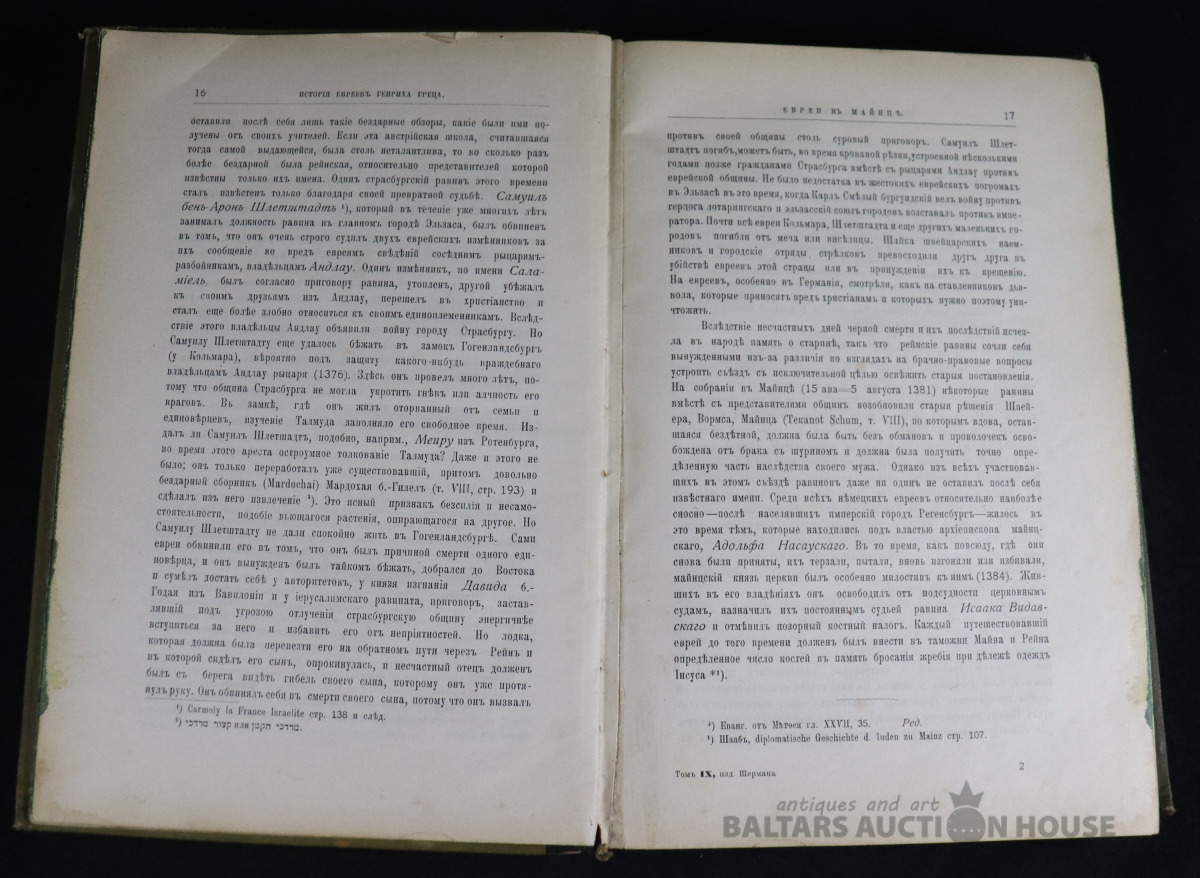 16 ИСТОРІЯ ЕВРЕЕВЪ ГЕНРИХА ГРЕЦА.
оставили послѣ себя лишь такіе бездарные обзоры, какіе были ими по-
лучены отъ своихъ учителей. Если эта австрійская школа, считавшаяся
тогда самой выдающейся, была столь неталантлива, то во сколько разъ
болѣе бездарной была рейнская, относительно представителей которой
извѣстны только ихъ имена. Одинъ страсбургскій равинъ этого времени
сталъ извѣстенъ только благодаря своей превратной судьбѣ. Самуилъ
бенъ-Аронъ Шлетштадтъ ¹), который въ теченіе уже многихъ лѣтъ
занималъ должность равина въ главномъ городѣ Эльзаса, былъ обвиненъ
въ томъ, что онъ очень строго судилъ двухъ еврейскихъ измѣнниковъ за
ихъ сообщеніе во вредъ евреямъ свѣдѣній сосѣднимъ рыцарямъ-
разбойникамъ, владѣльцамъ Андлау. Одинъ измѣнникъ, по имени Сала-
міель, былъ согласно приговору равина, утопленъ, другой убѣжалъ
къ своимъ друзьямъ изъ Андлау, перешелъ въ христіанство и
сталъ еще болѣе злобно относиться къ своимъ единоплеменникамъ. Вслѣд-
ствіе этого владѣльцы Андлау объявили войну городу Страсбургу. Но
Самуилу Шлетштадту еще удалось бѣжать въ замокъ Гогенландсбургъ
(у Кольмара), вѣроятно подъ защиту какого-нибудь враждебнаго
владѣльцамъ Андлау рыцаря (1376). Здѣсь онъ провелъ много лѣтъ, по-
тому что община Страсбурга не могла укротить гнѣвъ или алчность его
враговъ. Въ замкѣ, гдѣ онъ жилъ оторванный отъ семьи и
единовѣрцевъ, изученіе Талмуда заполняло его свободное время. Из-
далъ ли Самуилъ Шлетшадтъ, подобно, наприм., Меиру изъ Ротенбурга,
во время этого ареста остроумное толкованіе Талмуда? Даже и этого не
было; онъ только переработалъ уже существовавшій, притомъ довольно
бездарный сборникъ (Mardochai) Мардохая б.-Гилелъ (т. VIII, стр. 193) и
сдѣлалъ изъ него извлеченіе ²). Это ясный признакъ безсилія и несамо-
стоятельности, подобіе вьющагося растенія, опирающагося на другое. Но
Самуилу Шлетштадту не дали спокойно жить въ Гогенландсбургѣ. Сами
евреи обвинили его въ томъ, что онъ былъ причиной смерти одного еди-
новѣрца, и онъ вынужденъ былъ тайкомъ бѣжать, добрался до Востока
и сумѣлъ достать себѣ у авторитетовъ, у князя изгнанія Давида б.-
Годая изъ Вавилоніи и у іерусалимскаго равината, приговоръ, застав-
лявшій подъ угрозою отлученія страсбургскую общину энергичнѣе
вступиться за него и избавить его отъ непріятностей. Но лодка,
которая должна была перевезти его на обратномъ пути черезъ Рейнъ и
въ которой сидѣлъ его сынъ, опрокинулась, и несчастный отецъ долженъ
былъ съ берега видѣть гибель своего сына, которому онъ уже протя-
нулъ руку. Онъ обвинялъ себя въ смерти своего сына, потому что онъ вызвалъ
¹) Carmoly la France Israelite стр. 138 и слѣд.
²) מרדכי הקטן или קצור מרדכי.
ЕВРЕИ ВЪ МАЙНЦѢ. 17
противъ своей общины столь суровый приговоръ. Самуилъ Шлет-
штадтъ погибъ, можетъ быть, во время кровавой рѣзни, устроенной нѣсколькими
годами позже гражданами Страсбурга вмѣстѣ съ рыцарями Андлау противъ
еврейской общины. Не было недостатка въ жестокихъ еврейскихъ погромахъ
въ Эльзасѣ въ это время, когда Карлъ Смѣлый бургундскій велъ войну противъ
герцога лотарингскаго и эльзасскій союзъ городовъ возставалъ противъ импе-
ратора. Почти всѣ евреи Кольмара, Шлетштадта и еще другихъ маленькихъ го-
родовъ погибли отъ меча или висѣлицы. Шайка швейцарскихъ наем-
никовъ и городскіе отряды стрѣлковъ превосходили другъ друга въ
убійствѣ евреевъ этой страцы или въ принужденіи ихъ къ крещенію.
На евреевъ, особенно въ Германіи, смотрѣли, какъ на ставленниковъ дья-
вола, которые приносятъ вредъ христіанамъ и которыхъ нужно поэтому уни-
чтожить.
Вслѣдствіе несчастныхъ дней черной смерти и ихъ послѣдствій исчез-
ла въ народѣ память о старинѣ, такъ что рейнскіе равины сочли себя
вынужденными изъ-за различія во взглядахъ на брачно-правовые вопросы
устроить съѣздъ съ исключительной цѣлью освѣжить старыя постановленія.
На собраніи въ Майнцѣ (15 ава—5 августа 1381) нѣкоторые равины
вмѣстѣ съ представителями общинъ возобновили старыя рѣшенія Шпей-
ера, Вормса, Майнца (Tekanot Schum, т. VIII), по которымъ вдова, остав-
шаяся бездѣтной, должна была быть безъ обмановъ и проволочекъ осво-
бождена отъ брака съ шуриномъ и должна была получить точно опре-
дѣленную часть наслѣдства своего мужа. Однако изъ всѣхъ участвовав-
шихъ въ этомъ съѣздѣ равиновъ даже ни одинъ не оставилъ послѣ себя
извѣстнаго имени. Среди всѣхъ нѣмецкихъ евреевъ относительно наиболѣе
сносно—послѣ населявшихъ имперскій городъ Регенсбургъ—жилось въ
это время тѣмъ, которые находились подъ властью архіепископа майнц-
скаго, Адольфа Насаускаго. Въ то время, какъ повсюду, гдѣ они
снова были приняты, ихъ терзали, пытали, вновь изгоняли или избивали,
майнцскій князь церкви былъ особенно милостивъ къ нимъ (1384). Жив-
шихъ въ его владѣніяхъ онъ освободилъ отъ подсудности церковнымъ
судамъ, назначилъ ихъ постояннымъ судьей равина Исаака Видав-
скаго и отмѣнилъ позорный костный налогъ. Каждый путешествовавшій
еврей до того времени долженъ былъ внести въ таможни Майна и Рейна
опредѣленное число костей въ память бросанія жребія при дѣлежѣ одеждъ
Іисуса *¹).
*) Еванг. отъ Мѣтѳея гл. XXVII, 35. Ред.
¹) Шаабъ, diplomatische Geschichte d. Iuden zu Mainz стр. 107.
Томъ IX, изд. Шермана
2
antiques and art
BALTARS AUCTION HOUSE